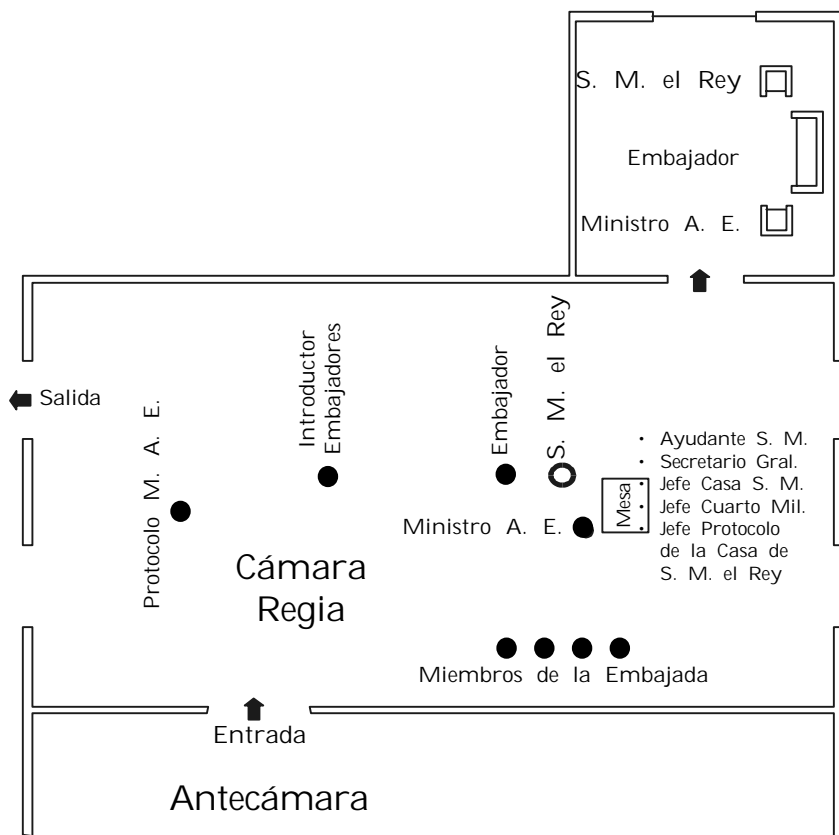 S. M. el Rey
Embajador
Ministro A. E.
Salida
Protocolo M. A. E.
Introductor
Embajadores
Embajador
S. M. el Rey
• Ayudante S. M.
• Secretario Gral.
• Jefe Casa S. M.
• Jefe Cuarto Mil.
• Jefe Protocolo
de la Casa de
S. M. el Rey
Mesa
Ministro A. E.
Cámara
Regia
Miembros de la Embajada
Entrada
Antecámara